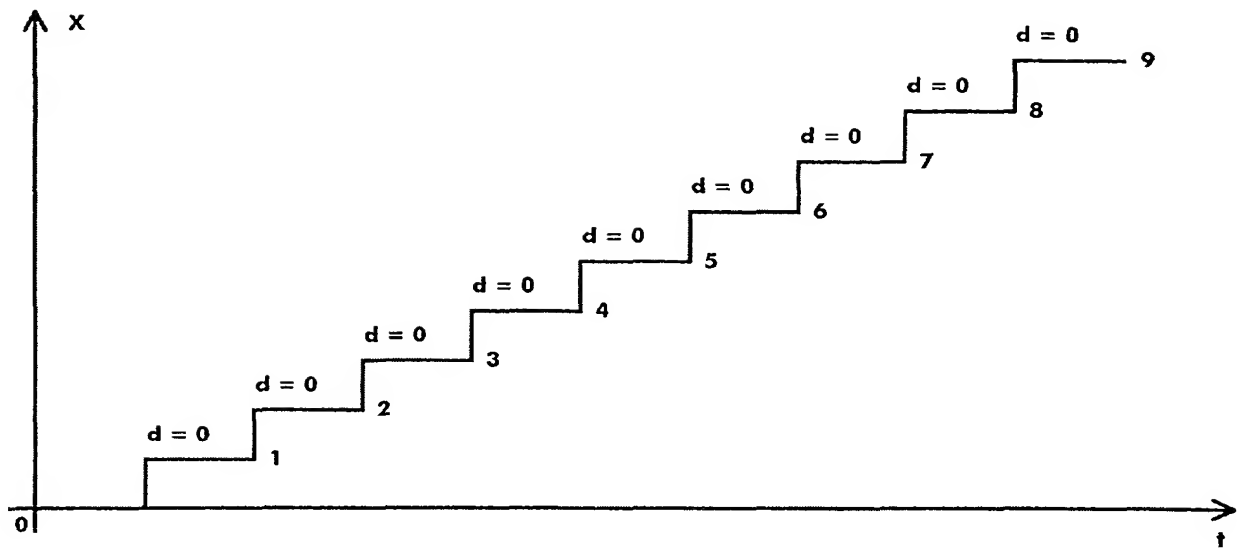 X
d = 0
9
d = 0
8
d = 0
7
d = 0
6
d = 0
5
d = 0
4
d = 0
3
d = 0
2
d = 0
1
0
t